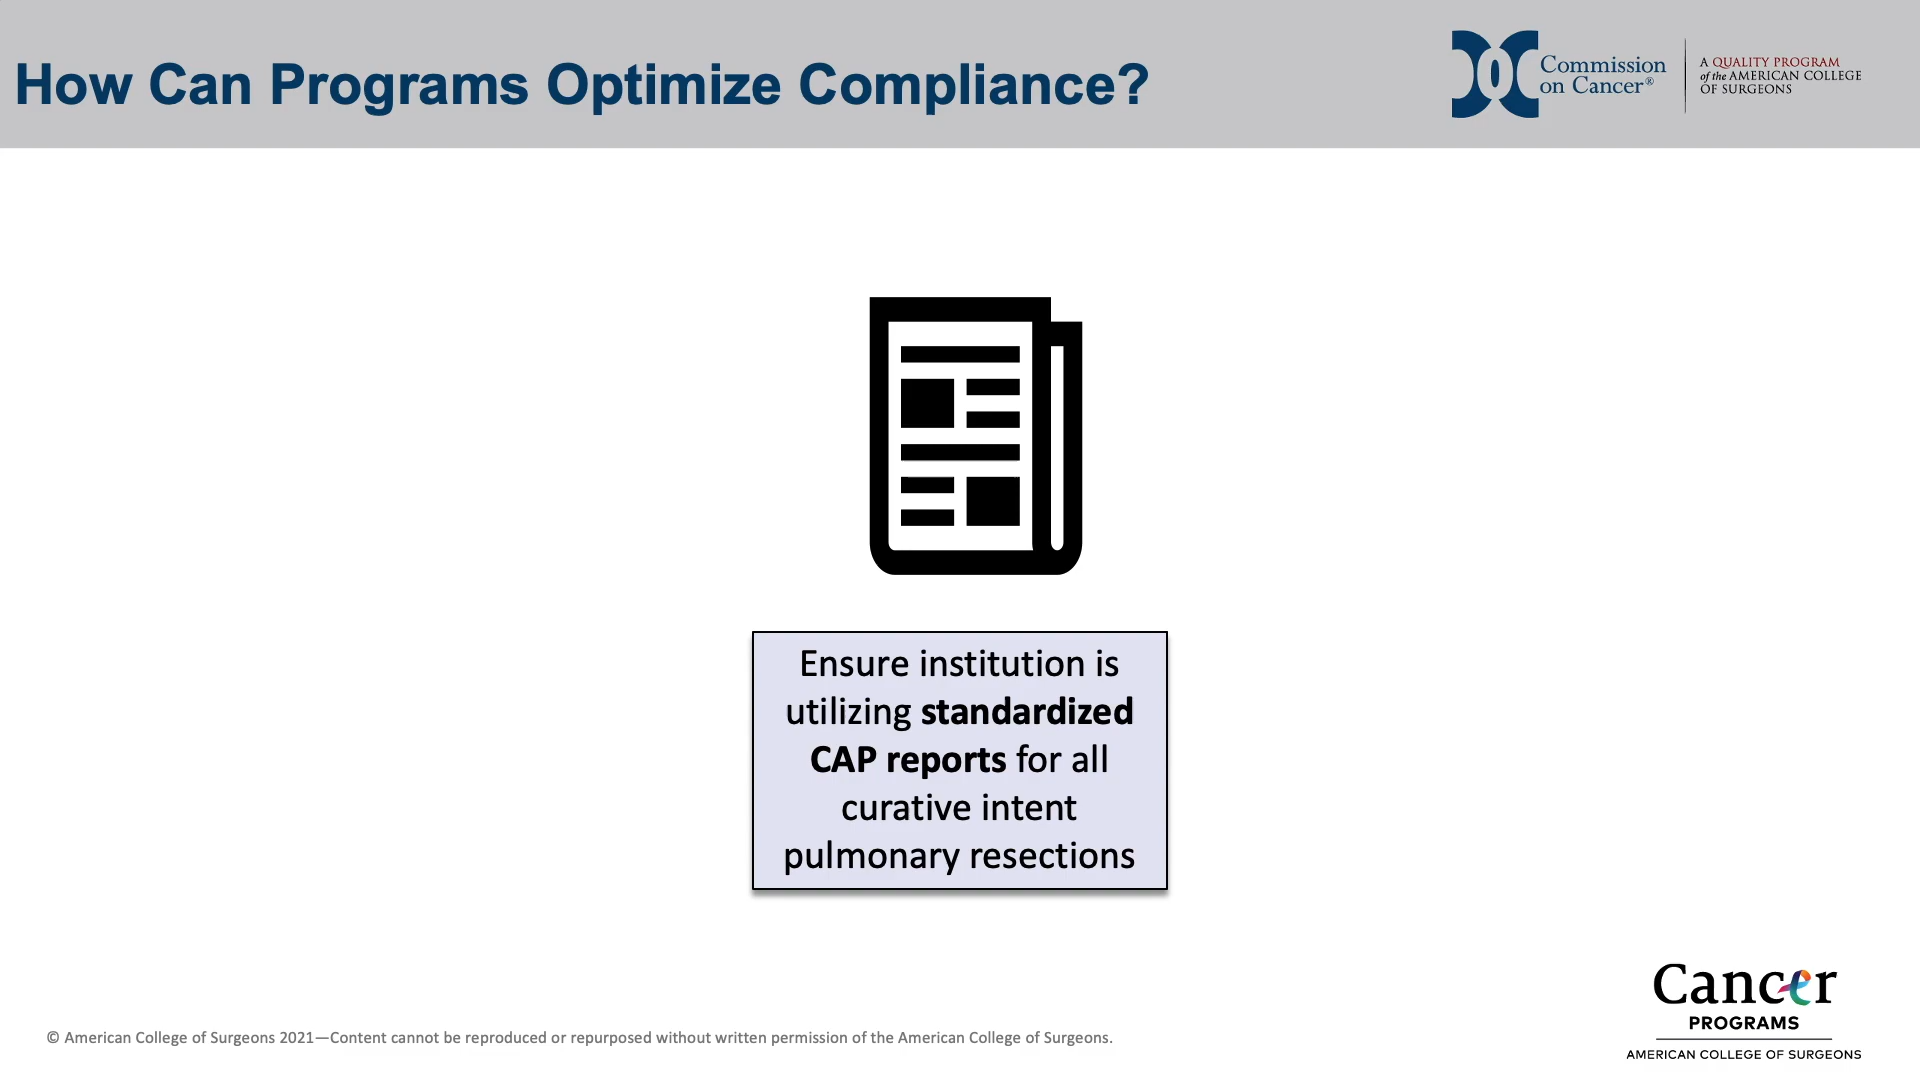 How Can Programs Optimize Compliance?
Commission
on Cancer®
A QUALITY PROGRAM
of the AMERICAN COLLEGE
OF SURGEONS
Ensure institution is
utilizing standardized
CAP reports for all
curative intent
pulmonary resections
Cancer
PROGRAMS
AMERICAN COLLEGE OF SURGEONS
© American College of Surgeons 2021—Content cannot be reproduced or repurposed without written permission of the American College of Surgeons.